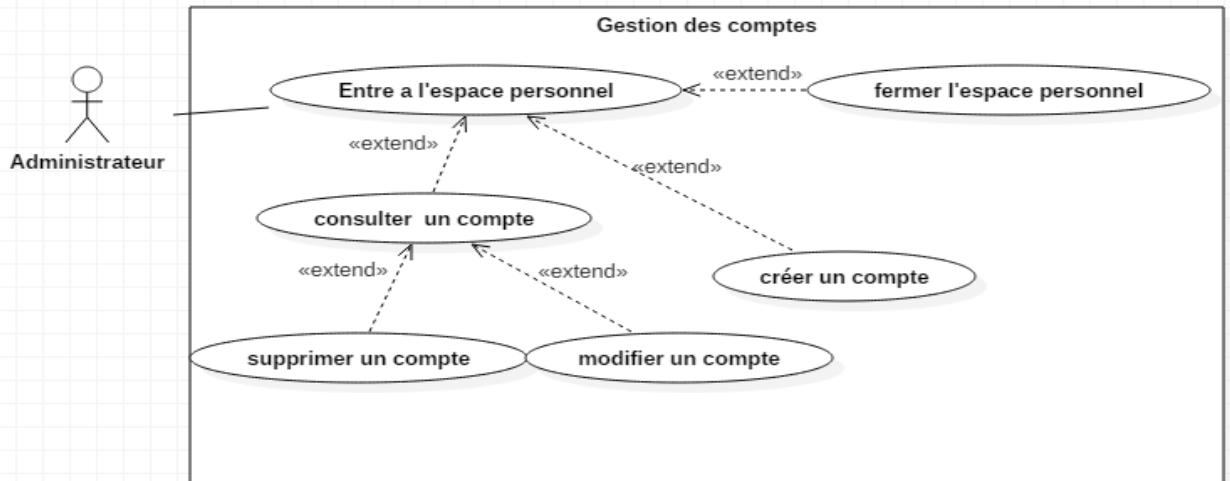 Gestion des comptes
Entre a l'espace personnel
«extend»
fermer l'espace personnel
Administrateur
«extend»
«extend»
consulter un compte
«extend»
«extend»
créer un compte
supprimer un compte
modifier un compte